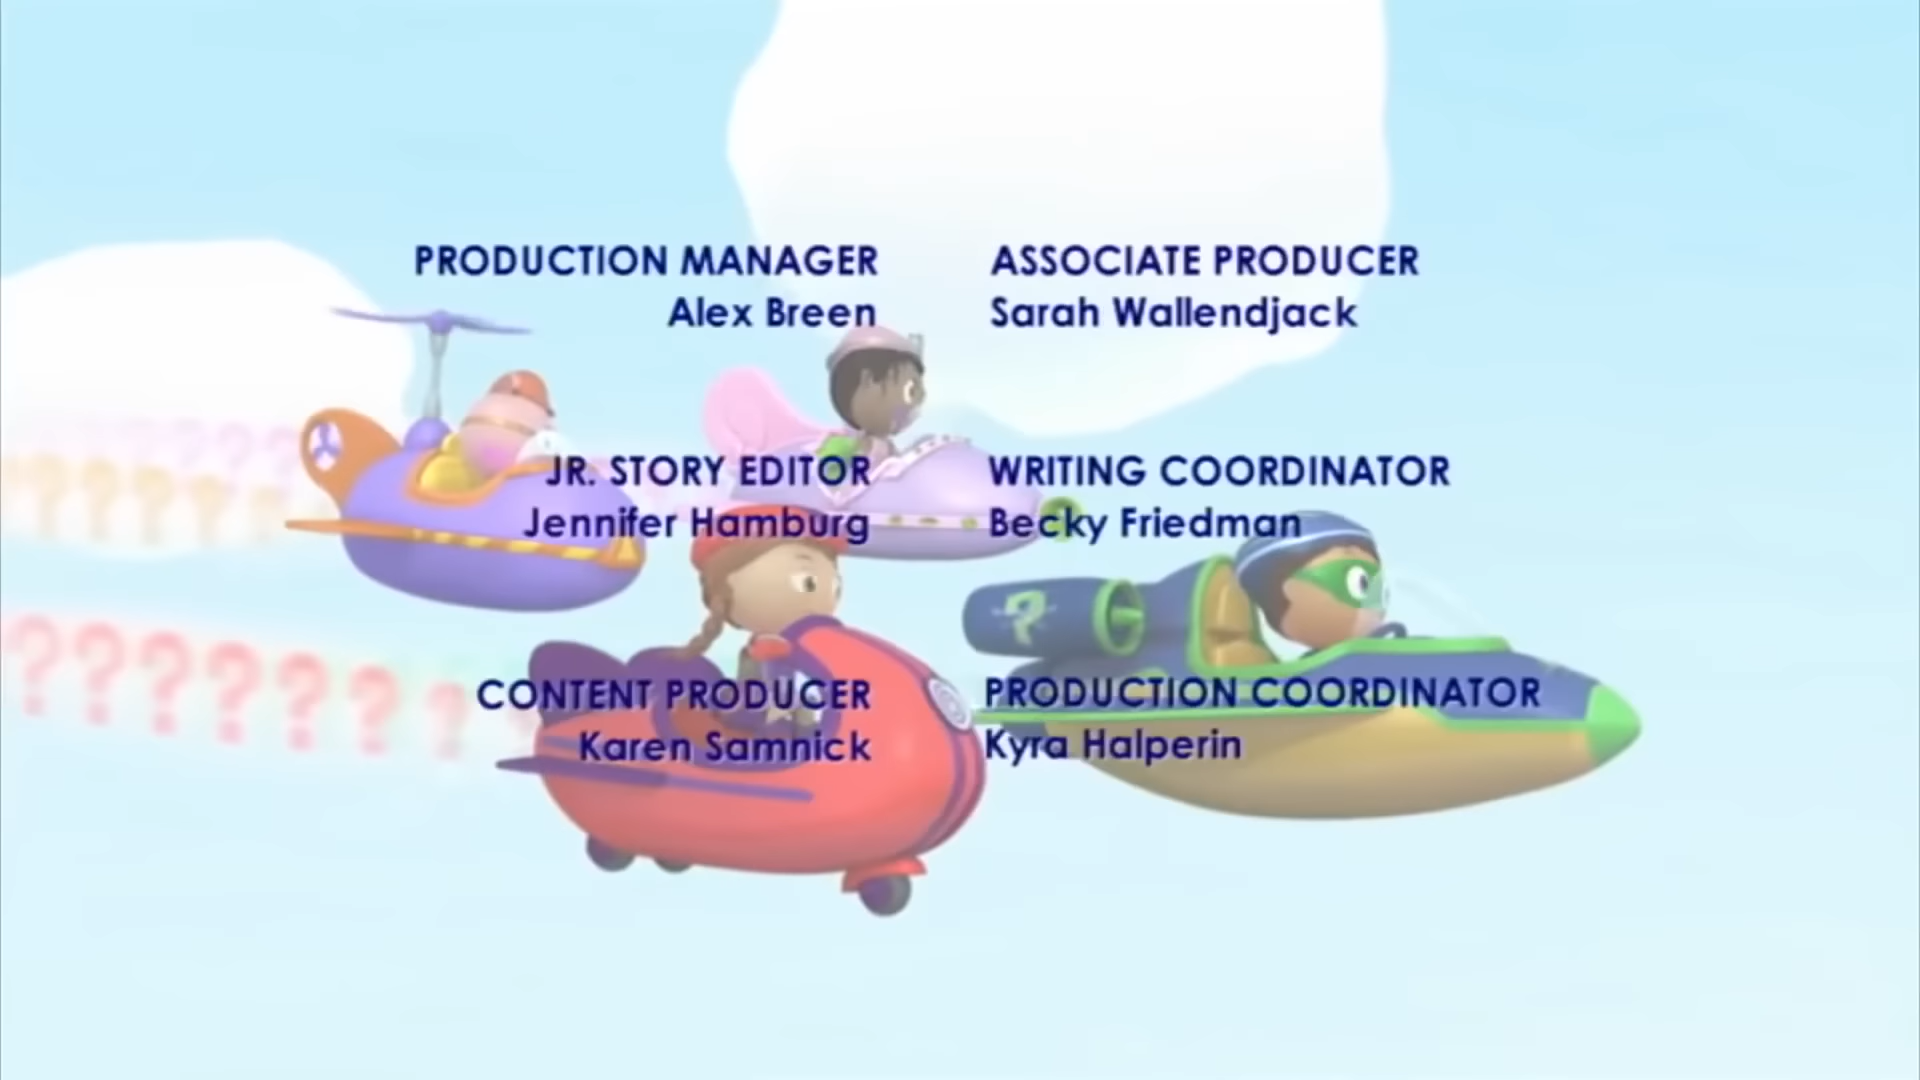 PRODUCTION MANAGER
Alex Breen
ASSOCIATE PRODUCER
Sarah Wallendjack
JR. STORY EDITOR
Jennifer Hamburg
WRITING COORDINATOR
Becky Friedman
CONTENT PRODUCER
Karen Samnick
PRODUCTION COORDINATOR
Kyra Halperin